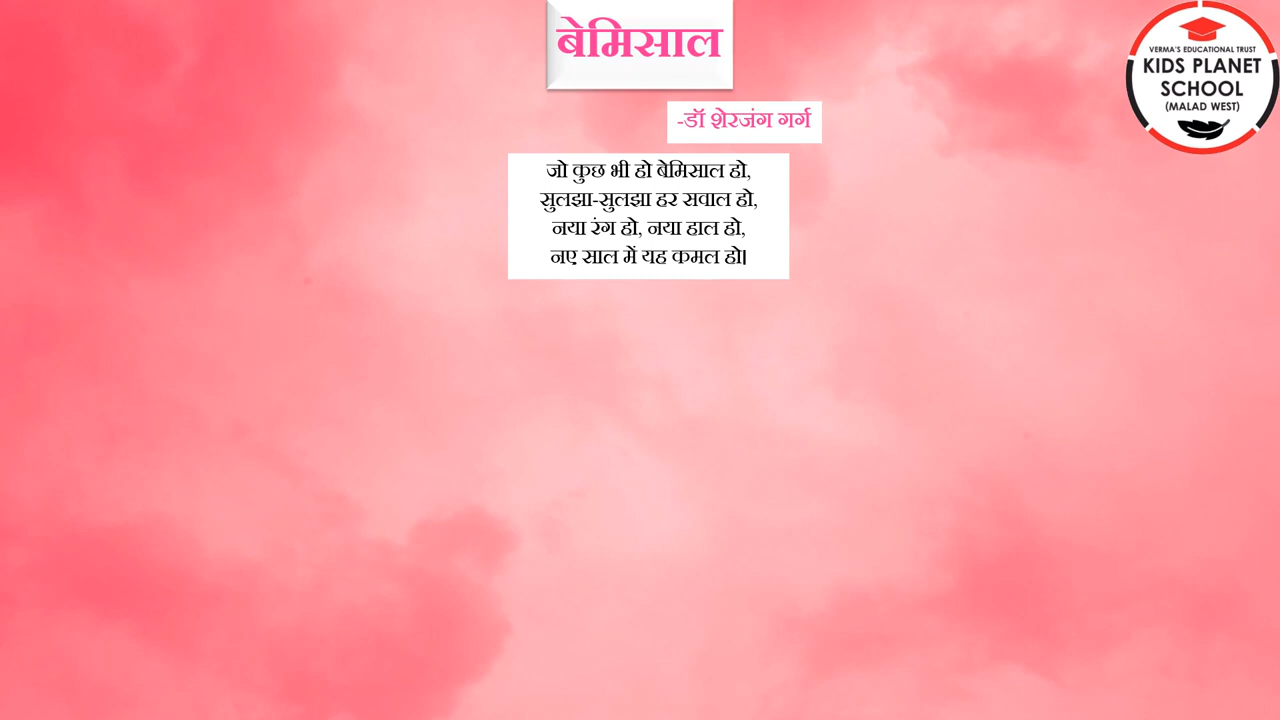 बेमिसाल
VERMA'S EDUCATIONAL TRUST
KIDS PLANET
SCHOOL
(MALAD WEST)
-डॉ शेरजंग गर्ग
जो कुछ भी हो बेमिसाल हो,
सुलझा-सुलझा हर सवाल हो,
नया रंग हो, नया हाल हो,
नए साल में यह कमल हो।